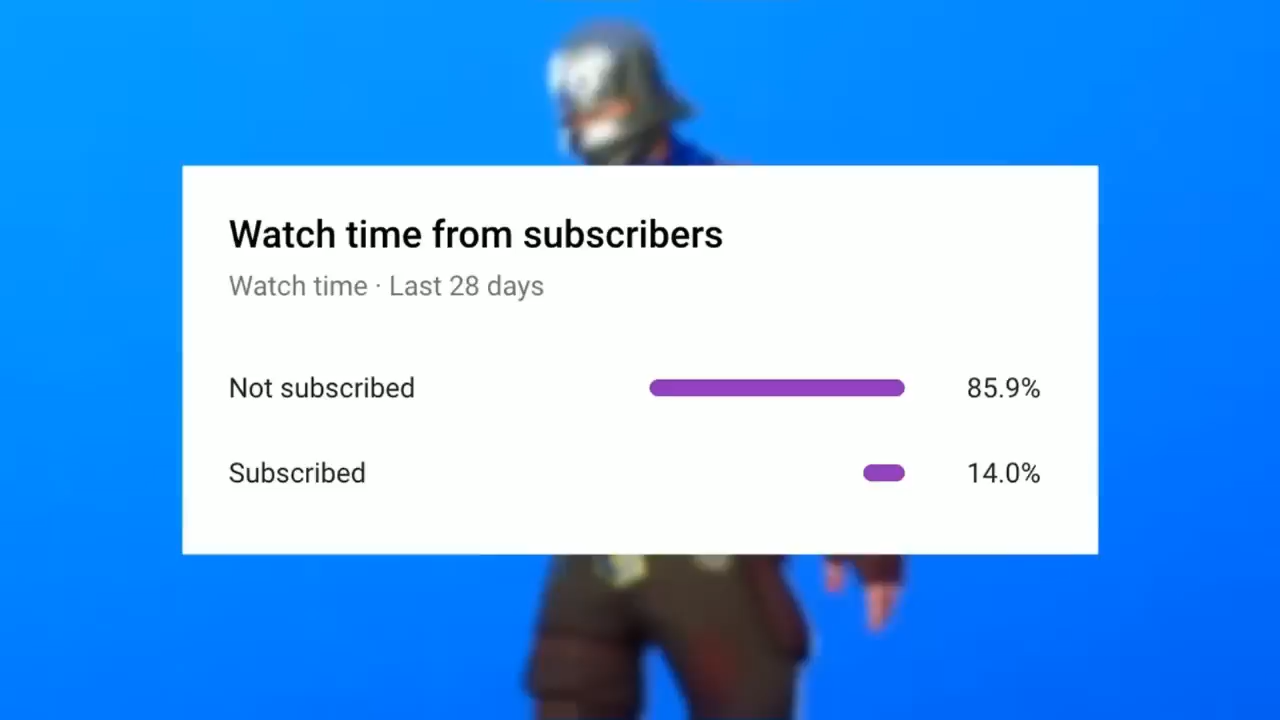 Watch time from subscribers
Watch time · Last 28 days
Not subscribed 85.9%
Subscribed 14.0%